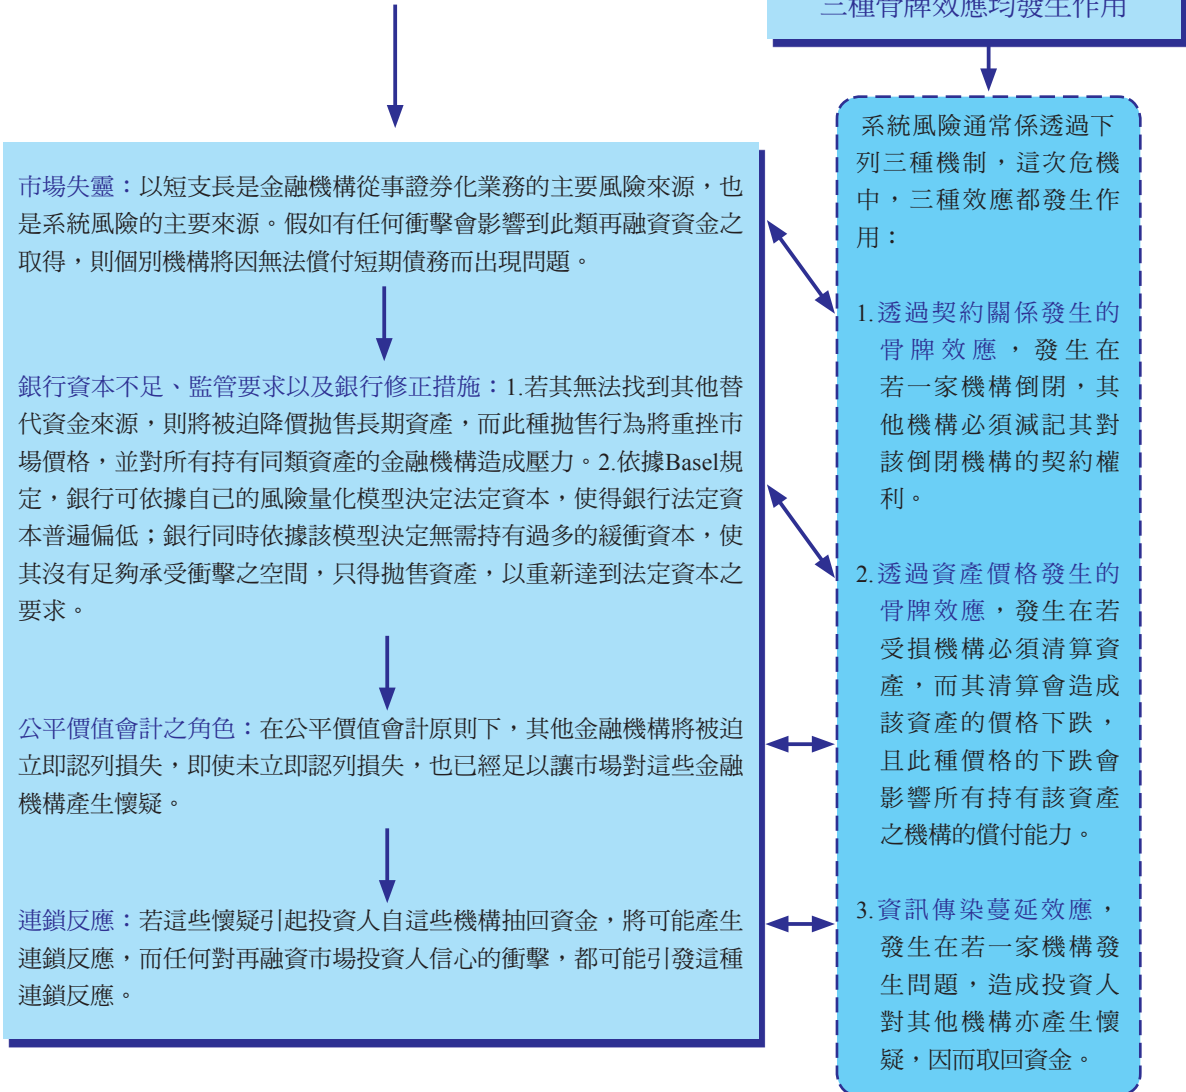 三種骨牌效應均發生作用
市場失靈：以短支長是金融機構從事證券化業務的主要風險來源，也
是系統風險的主要來源。假如有任何衝擊會影響到此類再融資資金之
取得，則個別機構將因無法償付短期債務而出現問題。
銀行資本不足、監管要求以及銀行修正措施：1.若其無法找到其他替
代資金來源，則將被迫降價拋售長期資產，而此種拋售行為將重挫市
場價格，並對所有持有同類資產的金融機構造成壓力。2.依據Basel規
定，銀行可依據自己的風險量化模型決定法定資本，使得銀行法定資
本普遍偏低；銀行同時依據該模型決定無需持有過多的緩衝資本，使
其沒有足夠承受衝擊之空間，只得拋售資產，以重新達到法定資本之
要求。
公平價值會計之角色：在公平價值會計原則下，其他金融機構將被迫
立即認列損失，即使未立即認列損失，也已經足以讓市場對這些金融
機構產生懷疑。
連鎖反應：若這些懷疑引起投資人自這些機構抽回資金，將可能產生
連鎖反應，而任何對再融資市場投資人信心的衝擊，都可能引發這種
連鎖反應。
系統風險通常係透過下
列三種機制，這次危機
中，三種效應都發生作
用：
1.透過契約關係發生的
骨牌效應，發生在
若一家機構倒閉，其
他機構必須減記其對
該倒閉機構的契約權
利。
2.透過資產價格發生的
骨牌效應，發生在若
受損機構必須清算資
產，而其清算會造成
該資產的價格下跌，
且此種價格的下跌會
影響所有持有該資產
之機構的償付能力。
3.資訊傳染蔓延效應，
發生在若一家機構發
生問題，造成投資人
對其他機構亦產生懷
疑，因而取回資金。